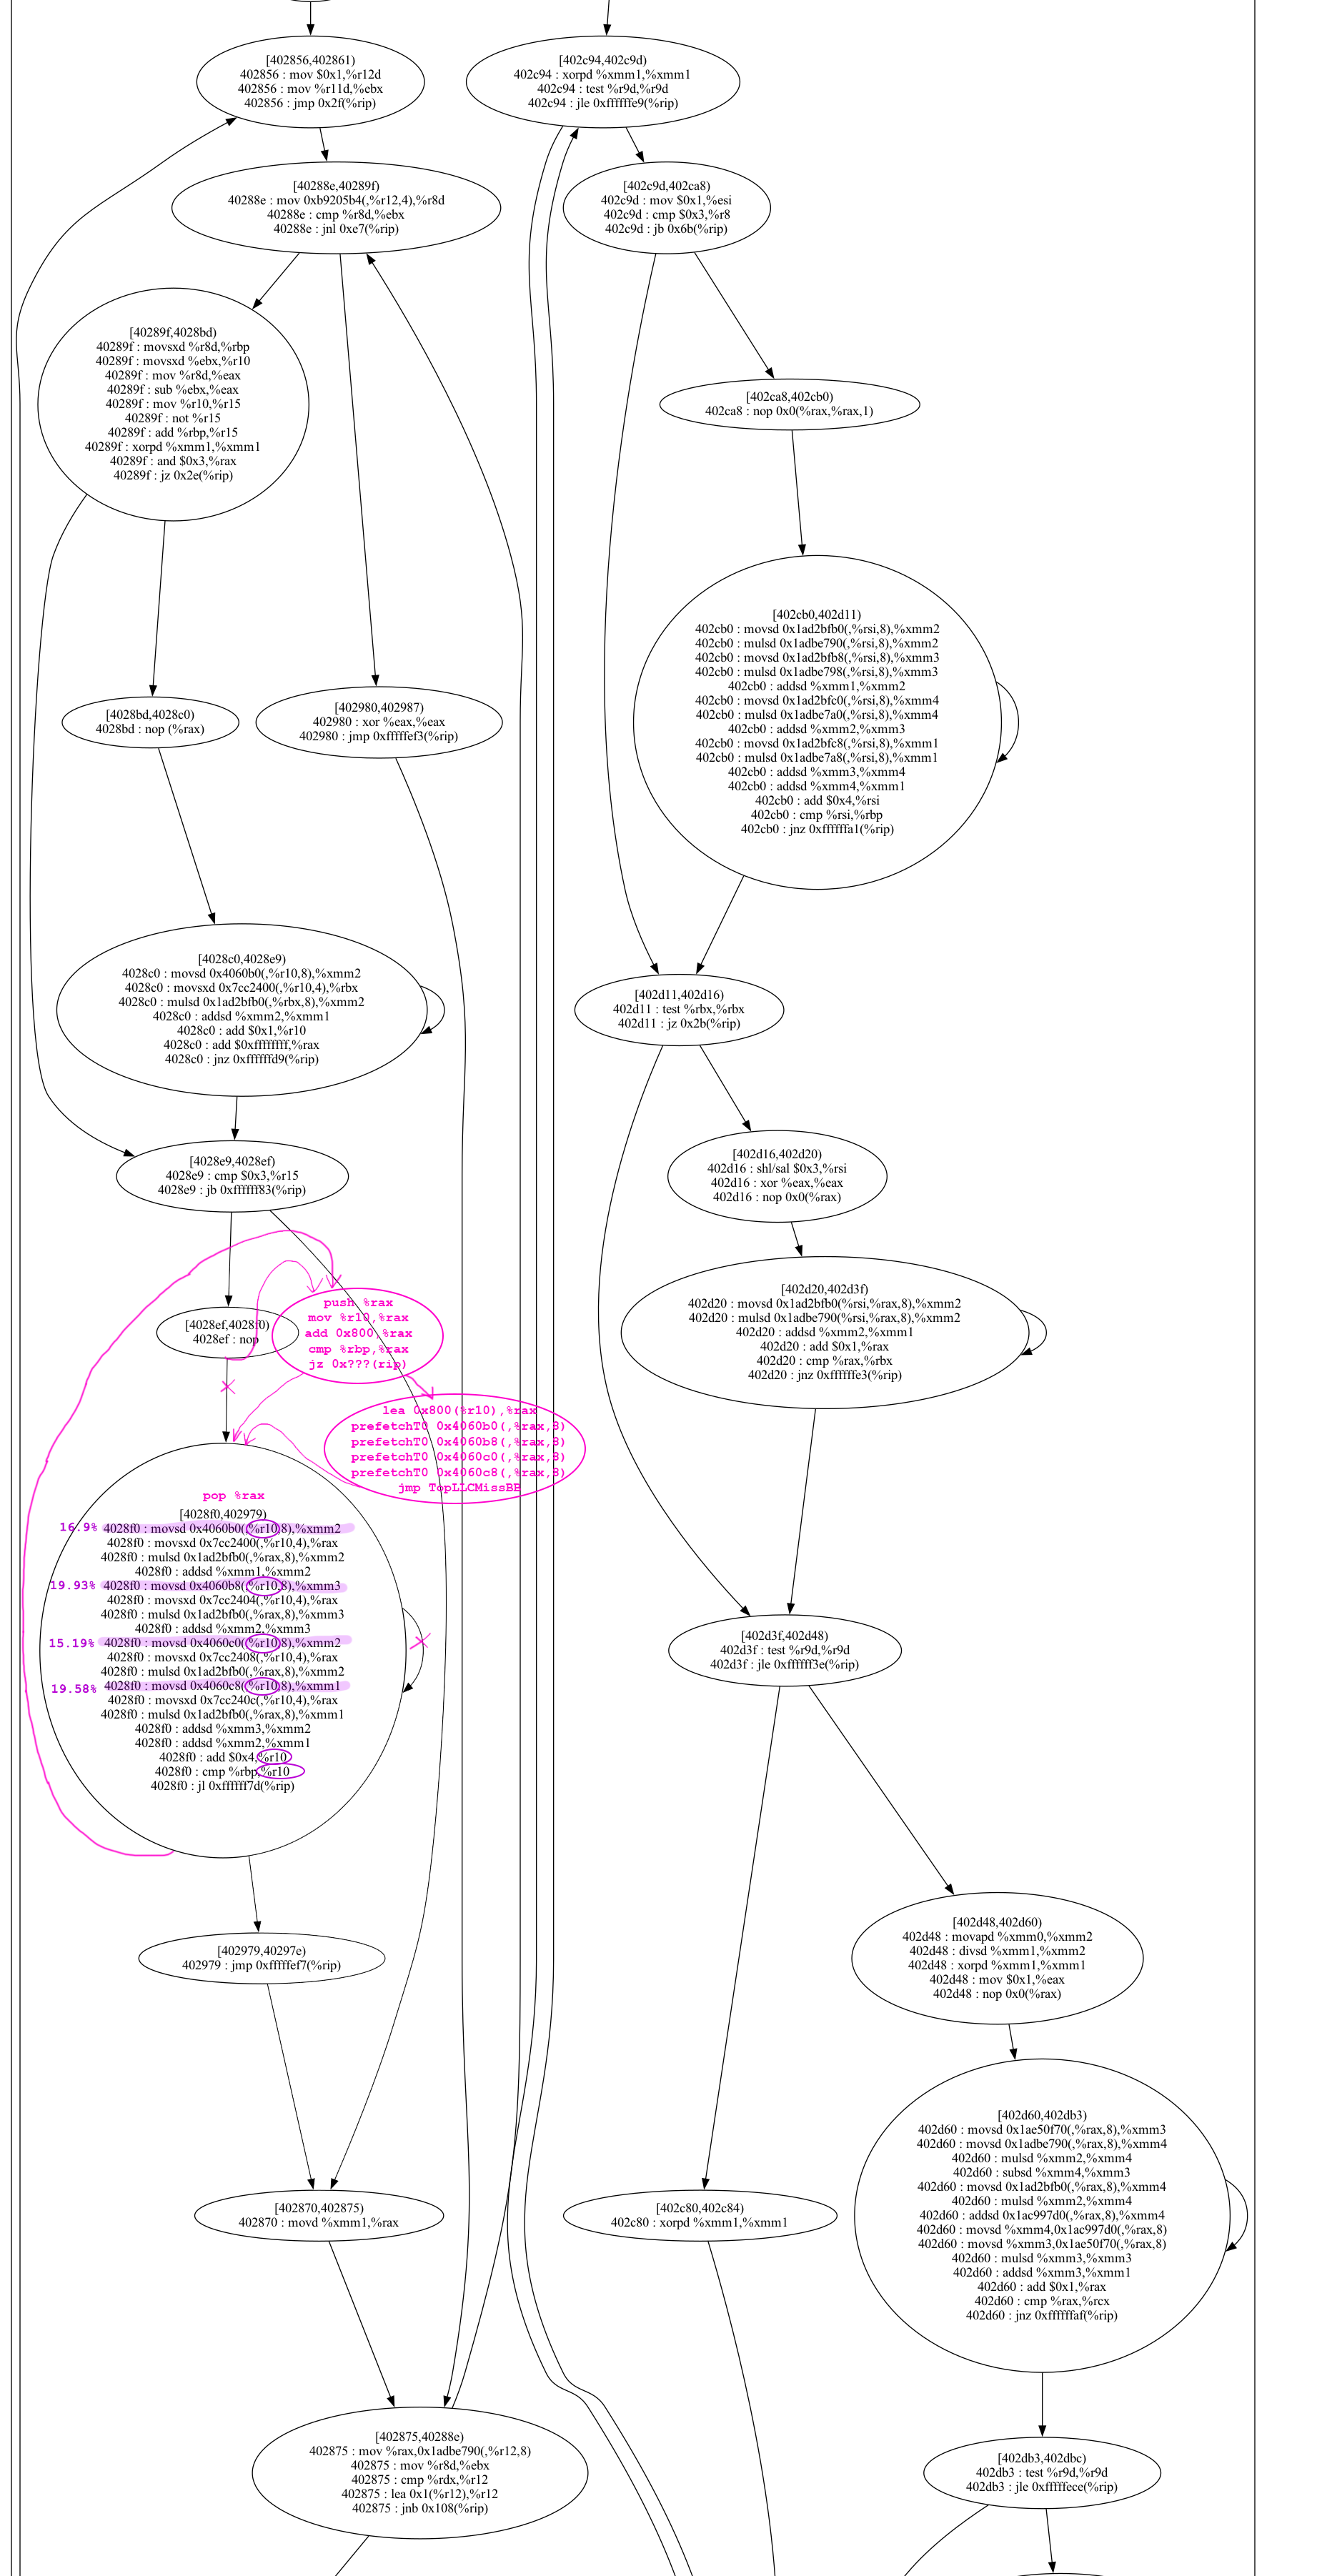 [402856,402861)
402856 : mov $0x1,%r12d
402856 : mov %r11d,%ebx
402856 : jmp 0x2f(%rip)
[402c94,402c9d)
402c94 : xorpd %xmm1,%xmm1
402c94 : test %r9d,%r9d
402c94 : jle 0xffffffe9(%rip)
[40288e,40289f)
40288e : mov 0xb9205b4(,%r12,4),%r8d
40288e : cmp %r8d,%ebx
40288e : jnl 0xe7(%rip)
[402c9d,402ca8)
402c9d : mov $0x1,%esi
402c9d : cmp $0x3,%r8
402c9d : jb 0x6b(%rip)
[40289f,4028bd)
40289f : movsxd %r8d,%rbp
40289f : movsxd %ebx,%r10
40289f : mov %r8d,%eax
40289f : sub %ebx,%eax
40289f : mov %r10,%r15
40289f : not %r15
40289f : add %rbp,%r15
40289f : xorpd %xmm1,%xmm1
40289f : and $0x3,%rax
40289f : jz 0x2e(%rip)
[402ca8,402cb0)
402ca8 : nop 0x0(%rax,%rax,1)
[402cb0,402d11)
402cb0 : movsd 0x1ad2bfb0(,%rsi,8),%xmm2
402cb0 : mulsd 0x1adbe790(,%rsi,8),%xmm2
402cb0 : movsd 0x1ad2bfb8(,%rsi,8),%xmm3
402cb0 : mulsd 0x1adbe798(,%rsi,8),%xmm3
402cb0 : addsd %xmm1,%xmm2
402cb0 : movsd 0x1ad2bfc0(,%rsi,8),%xmm4
402cb0 : mulsd 0x1adbe7a0(,%rsi,8),%xmm4
402cb0 : addsd %xmm2,%xmm3
402cb0 : movsd 0x1ad2bfc8(,%rsi,8),%xmm1
402cb0 : mulsd 0x1adbe7a8(,%rsi,8),%xmm1
402cb0 : addsd %xmm3,%xmm4
402cb0 : addsd %xmm4,%xmm1
402cb0 : add $0x4,%rsi
402cb0 : cmp %rsi,%rbp
402cb0 : jnz 0xffffffa1(%rip)
[4028bd,4028c0)
4028bd : nop (%rax)
[402980,402987)
402980 : xor %eax,%eax
402980 : jmp 0xfffffef3(%rip)
[4028c0,4028e9)
4028c0 : movsd 0x4060b0(,%r10,8),%xmm2
4028c0 : movsxd 0x7cc2400(,%r10,4),%rbx
4028c0 : mulsd 0x1ad2bfb0(,%rbx,8),%xmm2
4028c0 : addsd %xmm2,%xmm1
4028c0 : add $0x1,%r10
4028c0 : add $0xffffffff,%rax
4028c0 : jnz 0xffffffd9(%rip)
[402d11,402d16)
402d11 : test %rbx,%rbx
402d11 : jz 0x2b(%rip)
[4028e9,4028ef)
4028e9 : cmp $0x3,%r15
4028e9 : jb 0xffffff83(%rip)
[402d16,402d20)
402d16 : shl/sal $0x3,%rsi
402d16 : xor %eax,%eax
402d16 : nop 0x0(%rax)
[4028ef,4028f0)
4028ef : nop
push %rax
mov %r10,%rax
add 0x800,%rax
cmp %rbp,%rax
jz 0x???(rip)
[402d20,402d3f)
402d20 : movsd 0x1ad2bfb0(%rsi,%rax,8),%xmm2
402d20 : mulsd 0x1adbe790(%rsi,%rax,8),%xmm2
402d20 : addsd %xmm2,%xmm1
402d20 : add $0x1,%rax
402d20 : cmp %rax,%rbx
402d20 : jnz 0xffffffe3(%rip)
lea 0x800(%r10),%rax
prefetchT0 0x4060b0(,%rax,8)
prefetchT0 0x4060b8(,%rax,8)
prefetchT0 0x4060c0(,%rax,8)
prefetchT0 0x4060c8(,%rax,8)
jmp TopLLCMissBB
pop %rax
[4028f0,402979)
16.9% 4028f0 : movsd 0x4060b0(,%r10,8),%xmm2
4028f0 : movsxd 0x7cc2400(,%r10,4),%rax
4028f0 : mulsd 0x1ad2bfb0(,%rax,8),%xmm2
4028f0 : addsd %xmm1,%xmm2
19.93% 4028f0 : movsd 0x4060b8(,%r10,8),%xmm3
4028f0 : movsxd 0x7cc2404(,%r10,4),%rax
4028f0 : mulsd 0x1ad2bfb0(,%rax,8),%xmm3
4028f0 : addsd %xmm2,%xmm3
15.19% 4028f0 : movsd 0x4060c0(,%r10,8),%xmm2
4028f0 : movsxd 0x7cc2408(,%r10,4),%rax
4028f0 : mulsd 0x1ad2bfb0(,%rax,8),%xmm2
19.58% 4028f0 : movsd 0x4060c8(,%r10,8),%xmm1
4028f0 : movsxd 0x7cc240c(,%r10,4),%rax
4028f0 : mulsd 0x1ad2bfb0(,%rax,8),%xmm1
4028f0 : addsd %xmm3,%xmm2
4028f0 : addsd %xmm2,%xmm1
4028f0 : add $0x4,%r10
4028f0 : cmp %rbp,%r10
4028f0 : jl 0xffffff7d(%rip)
[402d3f,402d48)
402d3f : test %r9d,%r9d
402d3f : jle 0xffffff3e(%rip)
[402979,40297e)
402979 : jmp 0xfffffef7(%rip)
[402d48,402d60)
402d48 : movapd %xmm0,%xmm2
402d48 : divsd %xmm1,%xmm2
402d48 : xorpd %xmm1,%xmm1
402d48 : mov $0x1,%eax
402d48 : nop 0x0(%rax)
[402870,402875)
402870 : movd %xmm1,%rax
[402c80,402c84)
402c80 : xorpd %xmm1,%xmm1
[402d60,402db3)
402d60 : movsd 0x1ae50f70(,%rax,8),%xmm3
402d60 : movsd 0x1adbe790(,%rax,8),%xmm4
402d60 : mulsd %xmm2,%xmm4
402d60 : subsd %xmm4,%xmm3
402d60 : movsd 0x1ad2bfb0(,%rax,8),%xmm4
402d60 : mulsd %xmm2,%xmm4
402d60 : addsd 0x1ac997d0(,%rax,8),%xmm4
402d60 : movsd %xmm4,0x1ac997d0(,%rax,8)
402d60 : movsd %xmm3,0x1ae50f70(,%rax,8)
402d60 : mulsd %xmm3,%xmm3
402d60 : addsd %xmm3,%xmm1
402d60 : add $0x1,%rax
402d60 : cmp %rax,%rcx
402d60 : jnz 0xffffffaf(%rip)
[402875,40288e)
402875 : mov %rax,0x1adbe790(,%r12,8)
402875 : mov %r8d,%ebx
402875 : cmp %rdx,%r12
402875 : lea 0x1(%r12),%r12
402875 : jnb 0x108(%rip)
[402db3,402dbc)
402db3 : test %r9d,%r9d
402db3 : jle 0xfffffece(%rip)